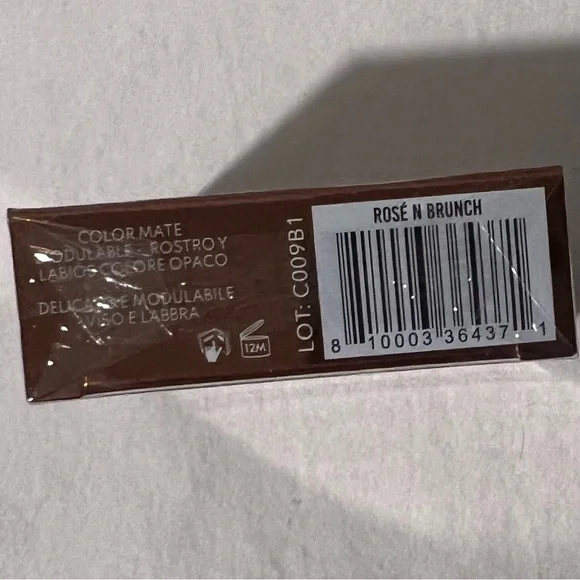 COLOR MATE
MODULABLE - ROSTRO Y
LABIOS COLORE OPACO
DELICATO E MODULABILE
VISO E LABBRA
12M
LOT: C009B1
ROSÉ N BRUNCH
8 10003 36437 1